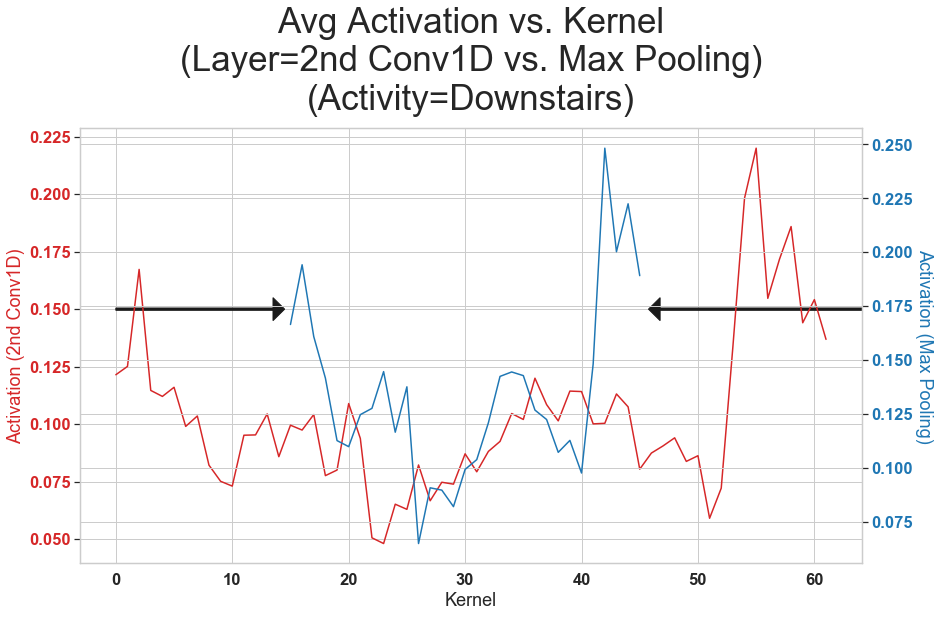 Avg Activation vs. Kernel
(Layer=2nd Conv1D vs. Max Pooling)
(Activity=Downstairs)
0.225
0.200
0.175
0.150
0.125
0.100
0.075
0.050
Activation (2nd Conv1D)
0.250
0.225
0.200
0.175
0.150
0.125
0.100
0.075
Activation (Max Pooling)
0 10 20 30 40 50 60
Kernel